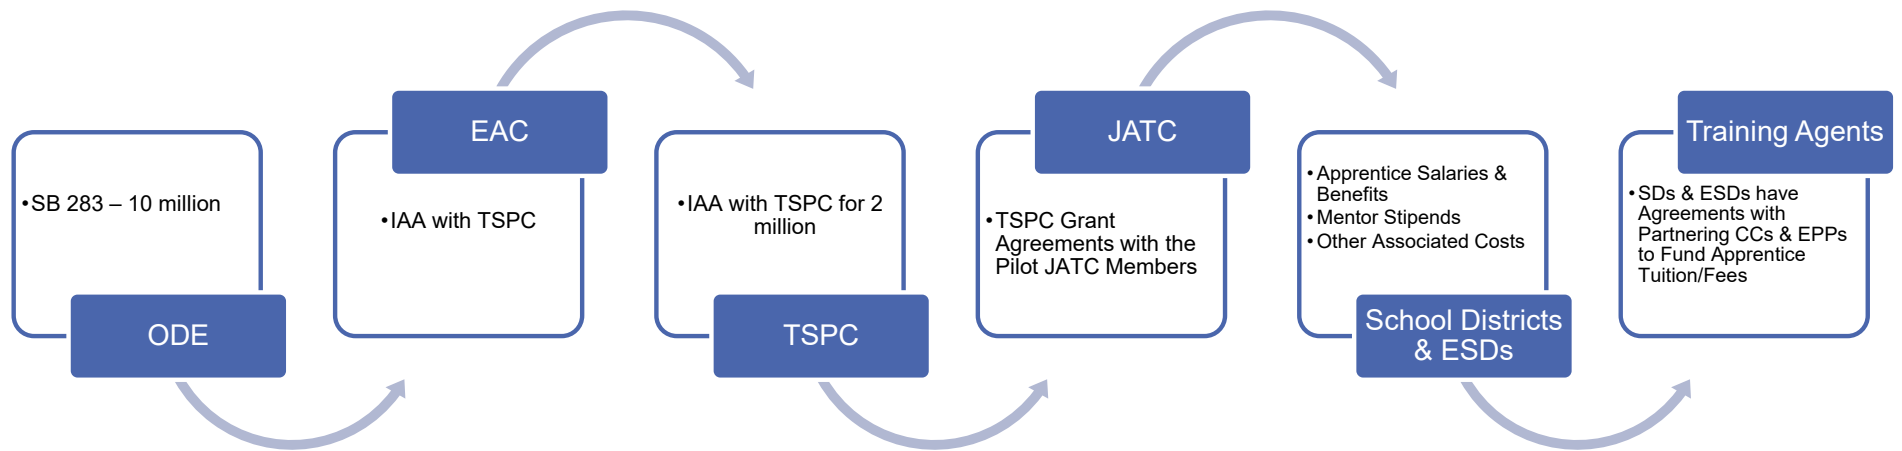 •SB 283 – 10 million
ODE
EAC
•IAA with TSPC
•IAA with TSPC for 2
million
TSPC
JATC
•TSPC Grant
Agreements with the
Pilot JATC Members
•Apprentice Salaries &
Benefits
•Mentor Stipends
•Other Associated Costs
School Districts
& ESDs
Training Agents
•SDs & ESDs have
Agreements with
Partnering CCs & EPPs
to Fund Apprentice
Tuition/Fees